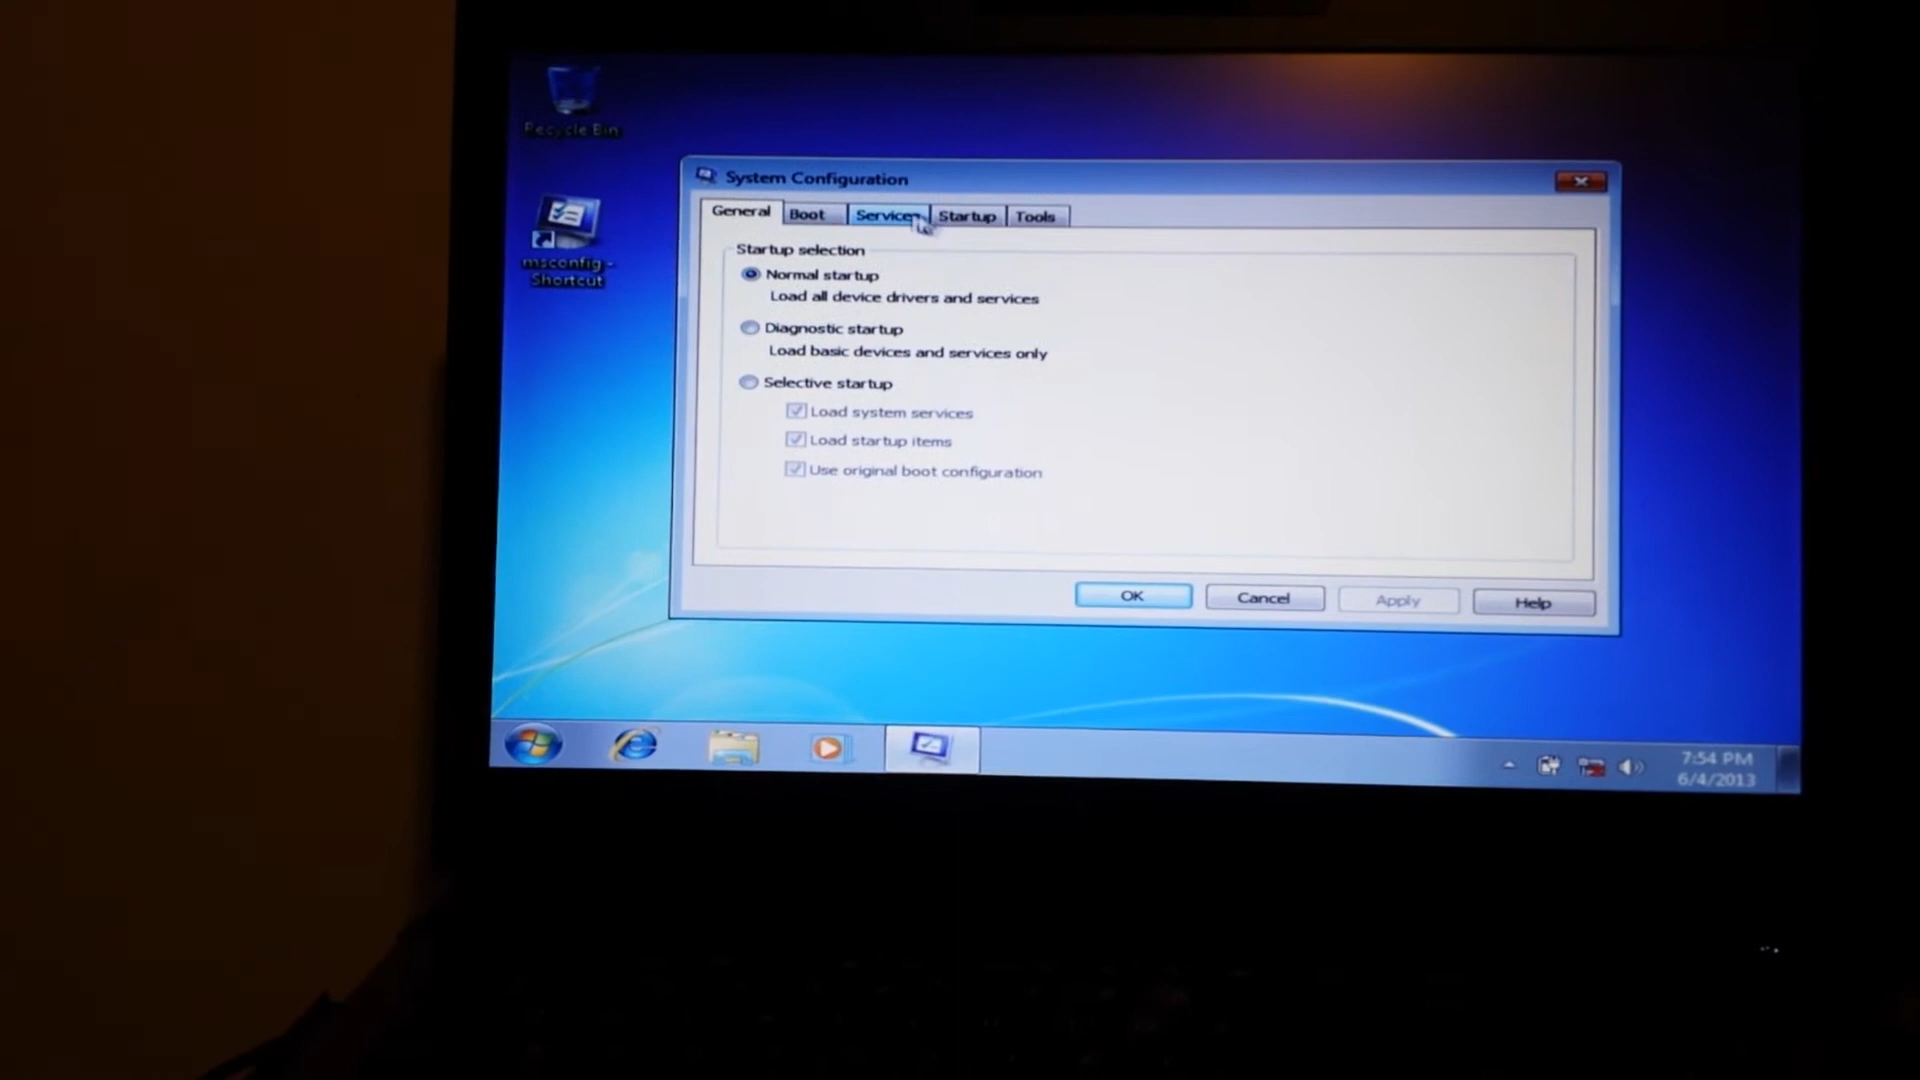 Recycle Bin
msconfig -
Shortcut
System Configuration
General Boot Services Startup Tools
Startup selection
Normal startup
Load all device drivers and services
Diagnostic startup
Load basic devices and services only
Selective startup
Load system services
Load startup items
Use original boot configuration
OK Cancel Apply Help
7:54 PM
6/4/2013